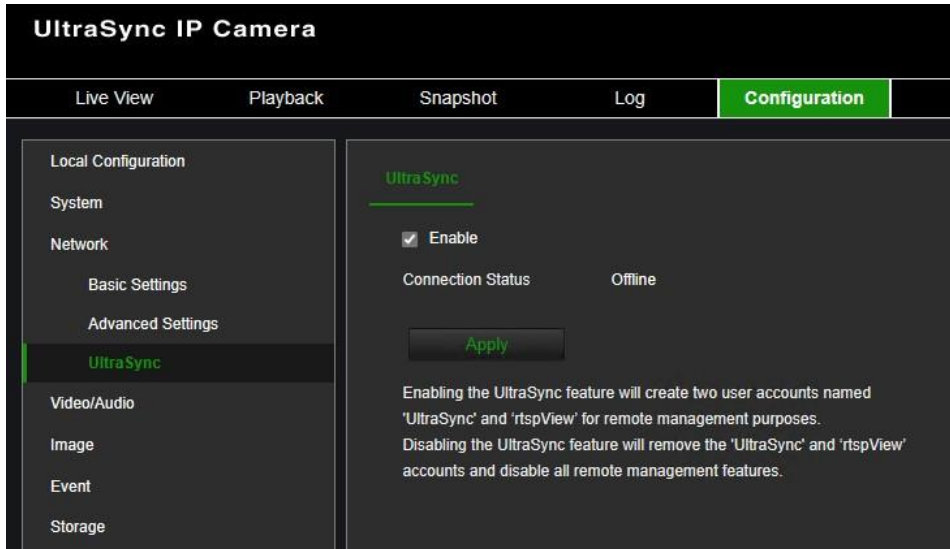 UltraSync IP Camera
Live View Playback Snapshot Log Configuration
Local Configuration
System
Network
Basic Settings
Advanced Settings
UltraSync
Video/Audio
Image
Event
Storage
UltraSync
Enable
Connection Status Offline
Apply
Enabling the UltraSync feature will create two user accounts named
'UltraSync' and ‘rtspView’ for remote management purposes.
Disabling the UltraSync feature will remove the 'UltraSync' and ‘rtspView’
accounts and disable all remote management features.